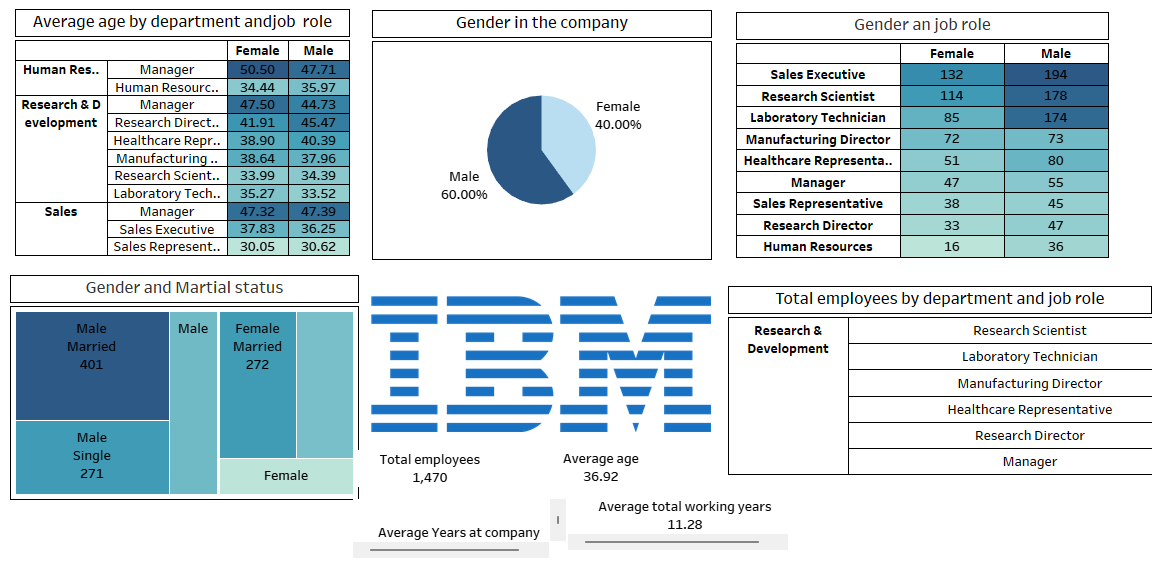 Average age by department andjob role
Female Male
Human Res.. Manager 50.50 47.71
Human Resourc.. 34.44 35.97
Research & D
evelopment
Manager 47.50 44.73
Research Direct.. 41.91 45.47
Healthcare Repr.. 38.90 40.39
Manufacturing .. 38.64 37.96
Research Scient.. 33.99 34.39
Laboratory Tech.. 35.27 33.52
Sales Manager 47.32 47.39
Sales Executive 37.83 36.25
Sales Represent.. 30.05 30.62
Gender in the company
Female
40.00%
Male
60.00%
Gender an job role
Female Male
Sales Executive 132 194
Research Scientist 114 178
Laboratory Technician 85 174
Manufacturing Director 72 73
Healthcare Representa.. 51 80
Manager 47 55
Sales Representative 38 45
Research Director 33 47
Human Resources 16 36
Gender and Martial status
Male
Married
401
Male
Single
271
Male
Female
Married
272
Female
IBM
Total employees
1,470
Average age
36.92
Average total working years
11.28
Average Years at company
Total employees by department and job role
Research &
Development
Research Scientist
Laboratory Technician
Manufacturing Director
Healthcare Representative
Research Director
Manager